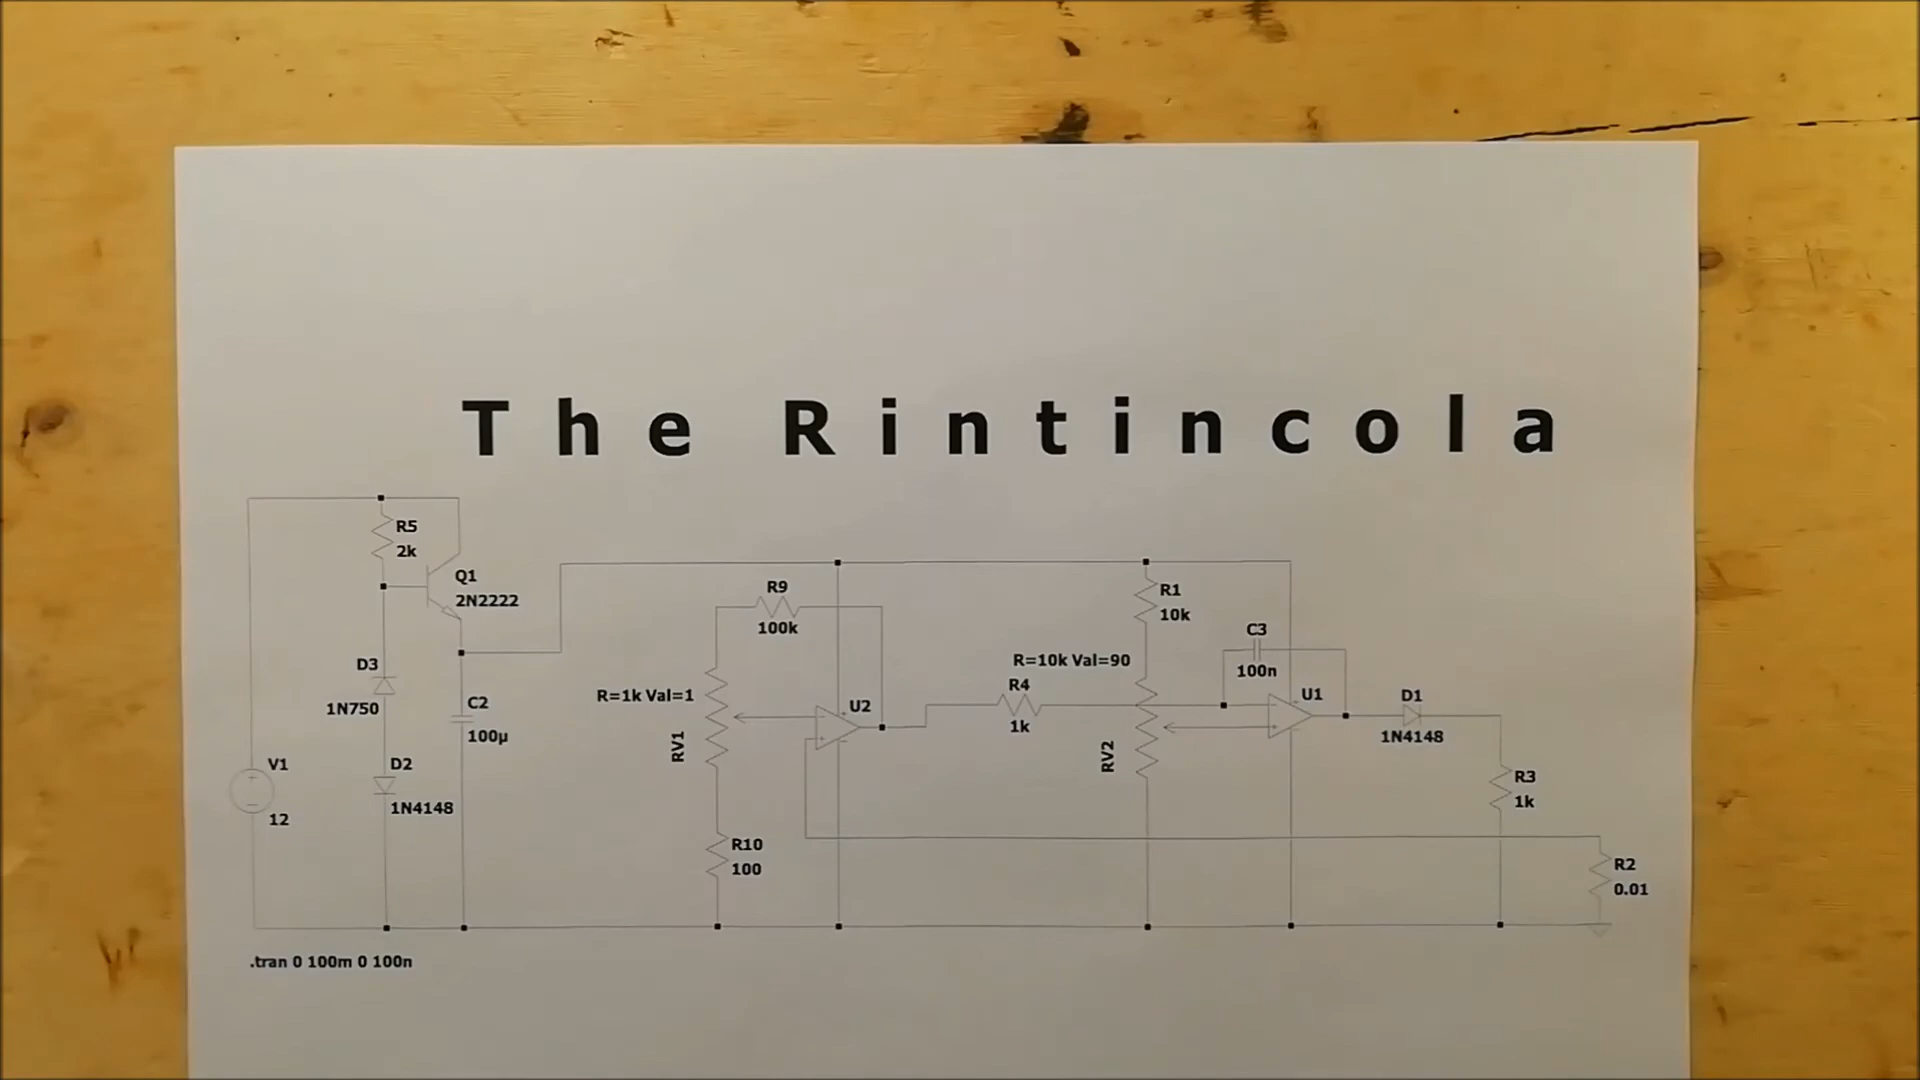 The Rintincola
R5
2k
Q1
2N2222
D3
1N750
C2
100µ
V1
12
D2
1N4148
R9
100k
R=1k Val=1
RV1
U2
R10
100
R4
1k
R=10k Val=90
RV2
R1
10k
C3
100n
U1
D1
1N4148
R3
1k
R2
0.01
.tran 0 100m 0 100n